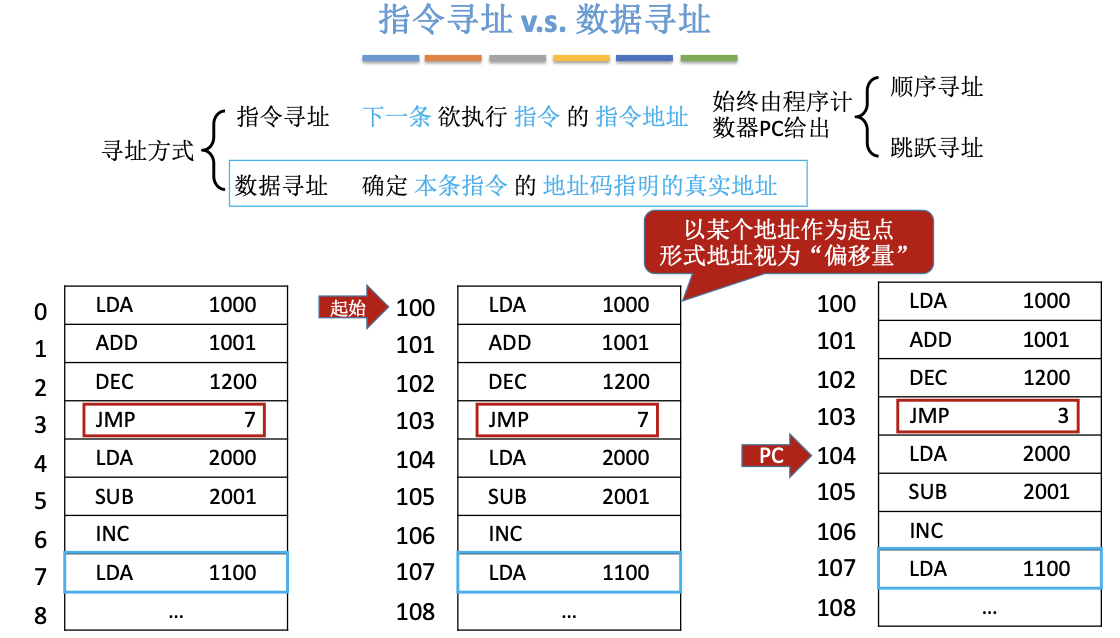 指令寻址 v.s. 数据寻址
寻址方式
指令寻址 下一条 欲执行 指令 的 指令地址
始终由程序计
数器PC给出
顺序寻址
跳跃寻址
数据寻址 确定 本条指令 的 地址码指明的真实地址
以某个地址作为起点
形式地址视为“偏移量”
0 LDA 1000
1 ADD 1001
2 DEC 1200
3 JMP 7
4 LDA 2000
5 SUB 2001
6 INC
7 LDA 1100
8 ...
起始
100 LDA 1000
101 ADD 1001
102 DEC 1200
103 JMP 7
104 LDA 2000
105 SUB 2001
106 INC
107 LDA 1100
108 ...
100 LDA 1000
101 ADD 1001
102 DEC 1200
103 JMP 3
PC
104 LDA 2000
105 SUB 2001
106 INC
107 LDA 1100
108 ...